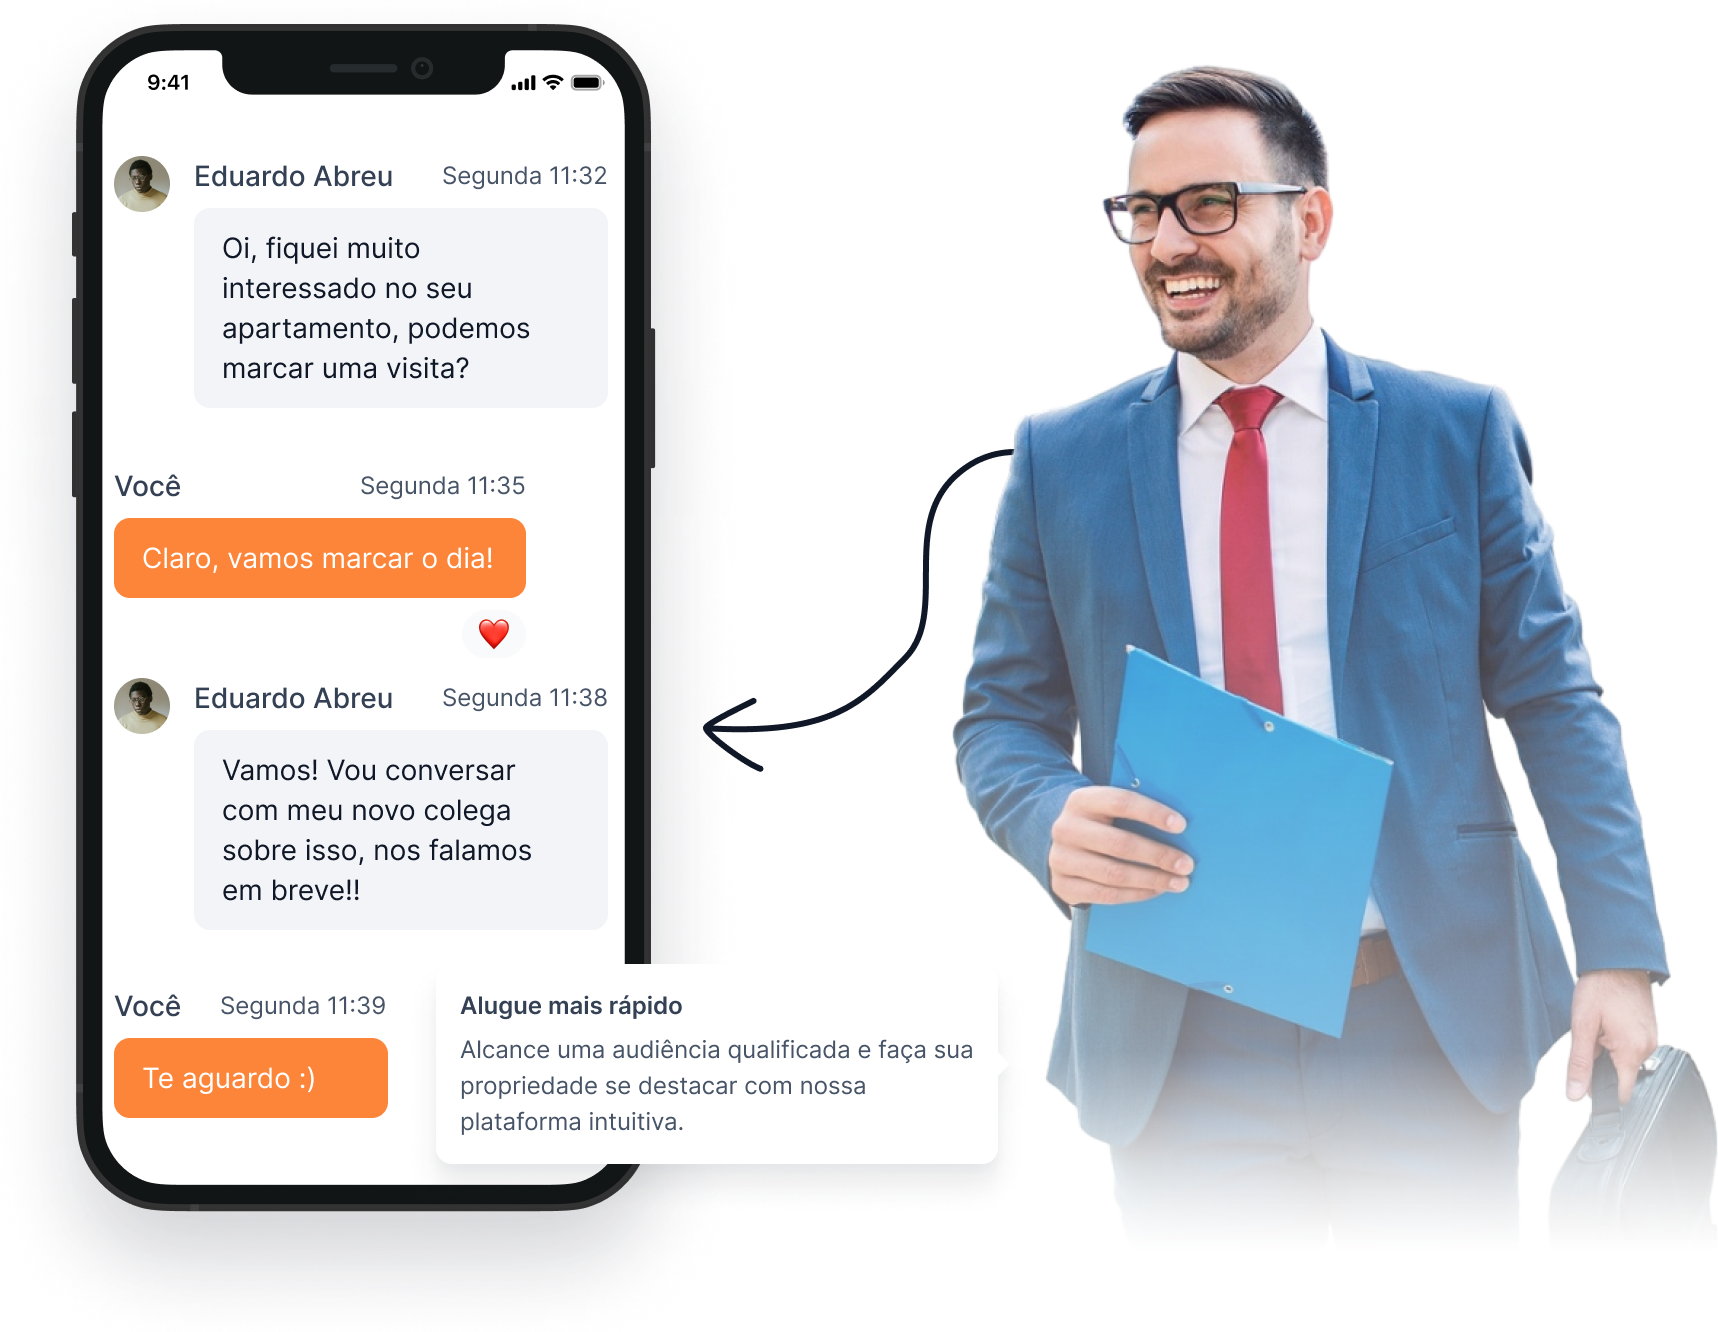 9:41
Eduardo Abreu Segunda 11:32
Oi, fiquei muito
interessado no seu
apartamento, podemos
marcar uma visita?
Você Segunda 11:35
Claro, vamos marcar o dia!
Eduardo Abreu Segunda 11:38
Vamos! Vou conversar
com meu novo colega
sobre isso, nos falamos
em breve!!
Você Segunda 11:39
Te aguardo :)
Alugue mais rápido
Alcance uma audiência qualificada e faça sua
propriedade se destacar com nossa
plataforma intuitiva.